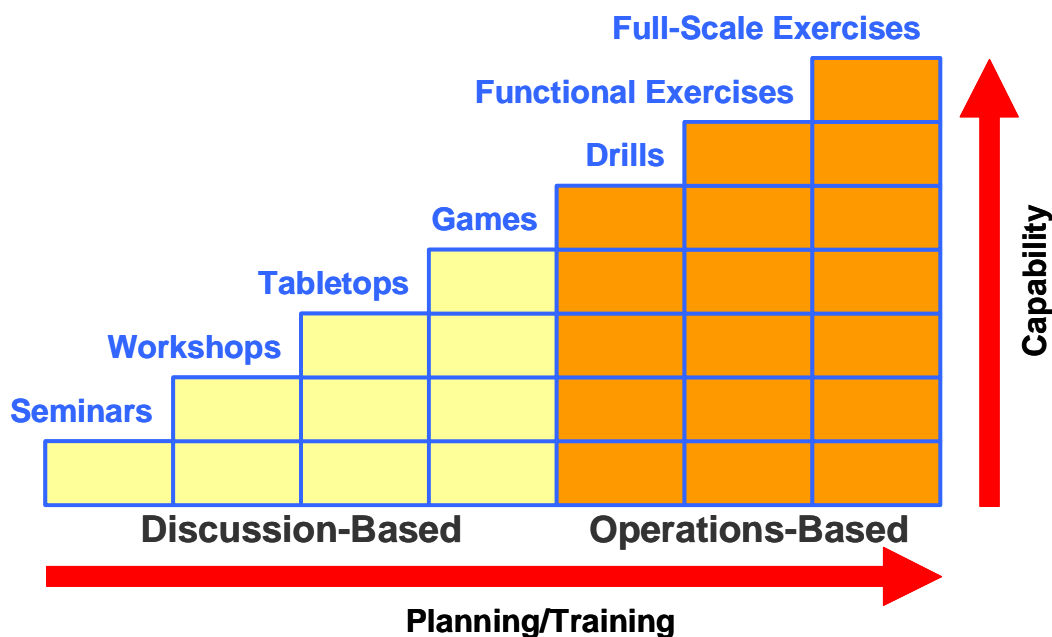 Full-Scale Exercises
Functional Exercises
Drills
Games
Tabletops
Workshops
Seminars
Capability
Discussion-Based
Operations-Based
Planning/Training